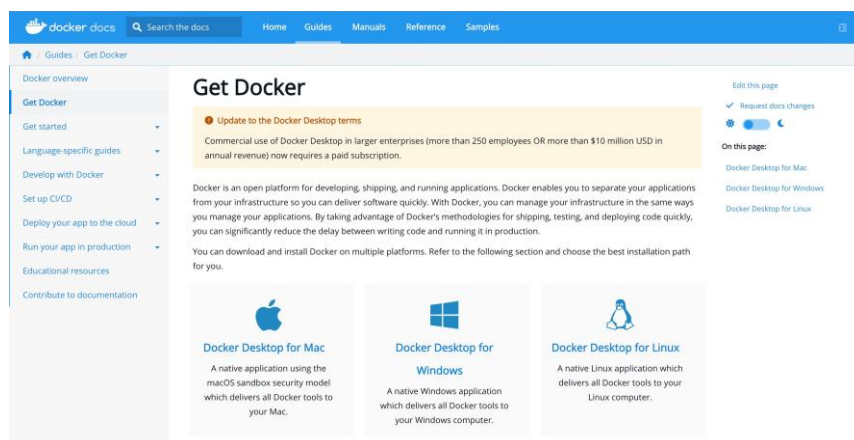 docker docs
Search the docs
Home
Guides
Manuals
Reference
Samples
/ Guides / Get Docker
Docker overview
Get Docker
Get started
Language-specific guides
Develop with Docker
Set up CI/CD
Deploy your app to the cloud
Run your app in production
Educational resources
Contribute to documentation
Get Docker
Update to the Docker Desktop terms
Commercial use of Docker Desktop in larger enterprises (more than 250 employees OR more than $10 million USD in
annual revenue) now requires a paid subscription.
Docker is an open platform for developing, shipping, and running applications. Docker enables you to separate your applications
from your infrastructure so you can deliver software quickly. With Docker, you can manage your infrastructure in the same ways
you manage your applications. By taking advantage of Docker's methodologies for shipping, testing, and deploying code quickly,
you can significantly reduce the delay between writing code and running it in production.
You can download and install Docker on multiple platforms. Refer to the following section and choose the best installation path
for you.
Docker Desktop for Mac
A native application using the
macOS sandbox security model
which delivers all Docker tools to
your Mac.
Docker Desktop for
Windows
A native Windows application
which delivers all Docker tools to
your Windows computer.
Docker Desktop for Linux
A native Linux application which
delivers all Docker tools to your
Linux computer.
Edit this page
Request docs changes
On this page:
Docker Desktop for Mac
Docker Desktop for Windows
Docker Desktop for Linux